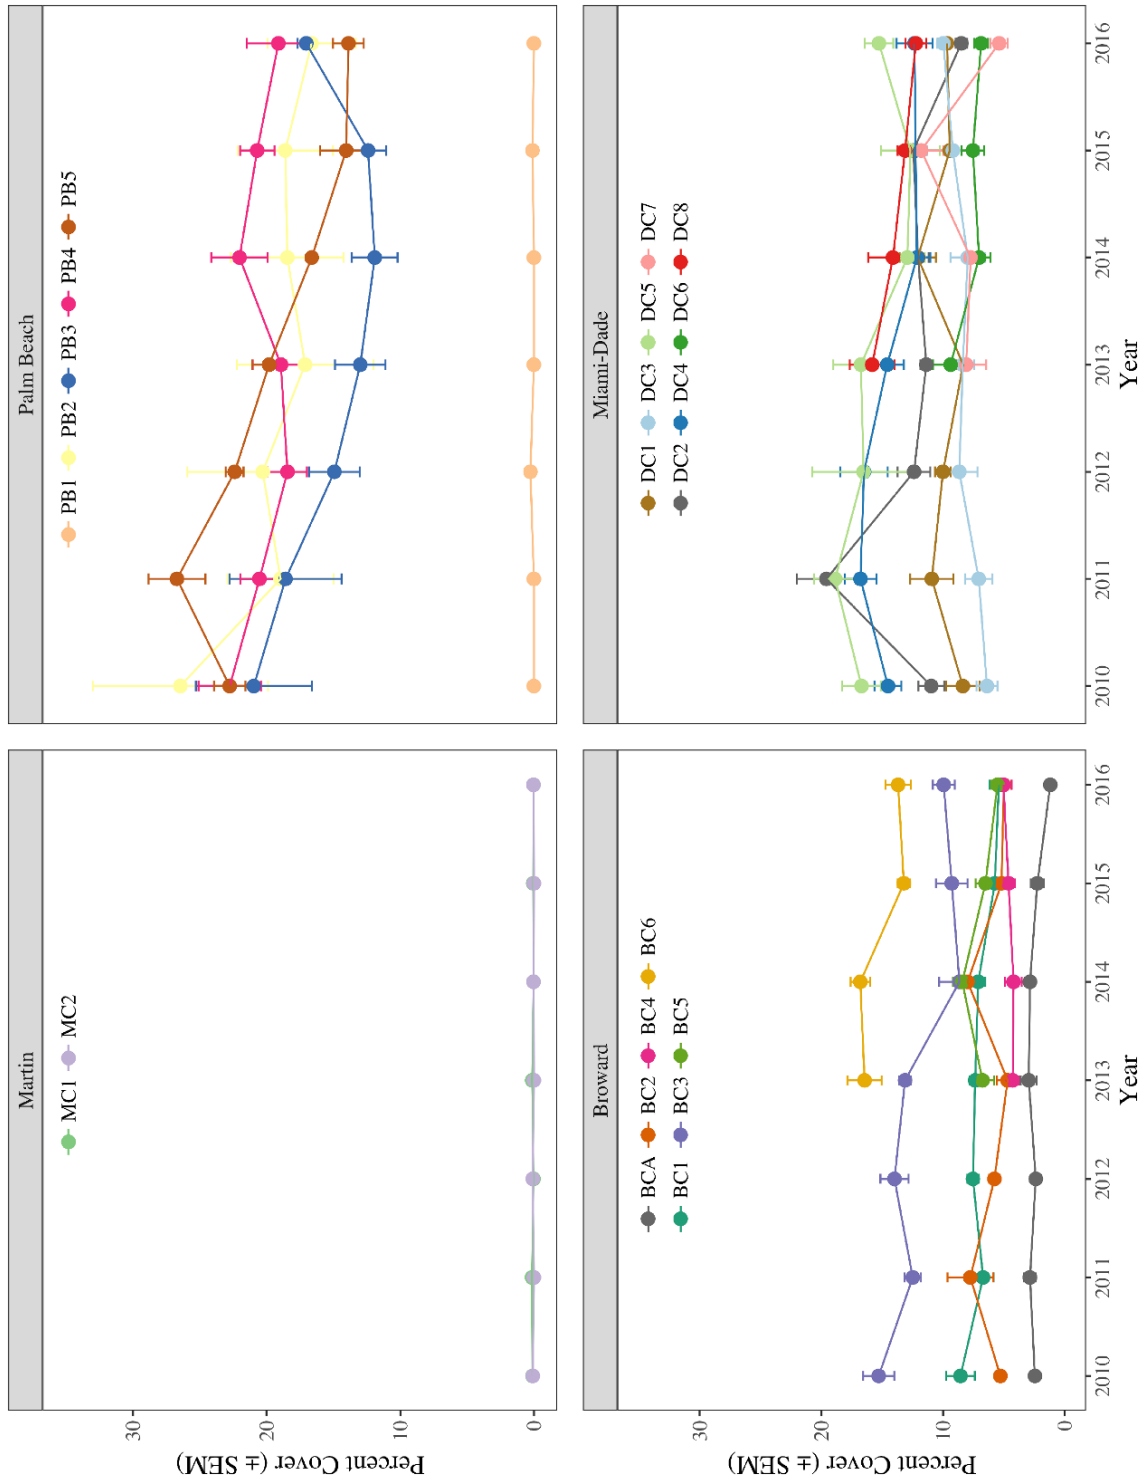 Martin
MC1 MC2
Palm Beach
PB1 PB2 PB3 PB4 PB5
30
20
10
0
Percent Cover (± SEM)
Broward
BCA BC2 BC4 BC6
BC1 BC3 BC5
Miami-Dade
DC1 DC3 DC5 DC7
DC2 DC4 DC6 DC8
30
20
10
0
Percent Cover (± SEM)
2010 2011 2012 2013 2014 2015 2016
2010 2011 2012 2013 2014 2015 2016
Year
Year